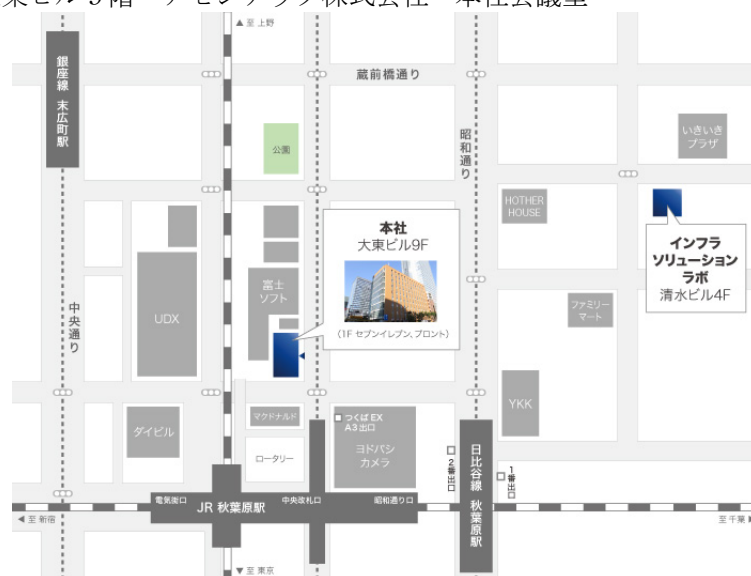 ビル9階 アセンテック株式会社 本社会議室
▲至 上野
銀座線 末広町駅
蔵前橋通り
昭和通り
公園
いきいき
プラザ
HOTHER
HOUSE
本社
大東ビル9F
(1F セブンイレブン、プロント)
インフラ
ソリューション
ラボ
清水ビル4F
富士
ソフト
UDX
中央通り
ファミリー
マート
YKK
ダイビル
マクドナルド
つくばEX
A3出口
ヨドバシ
カメラ
ロータリー
2番出口
日比谷線 秋葉原駅
1番出口
電気街口
JR 秋葉原駅
中央改札口
昭和通り口
◀至 新宿
至 千葉▶
▼至 東京